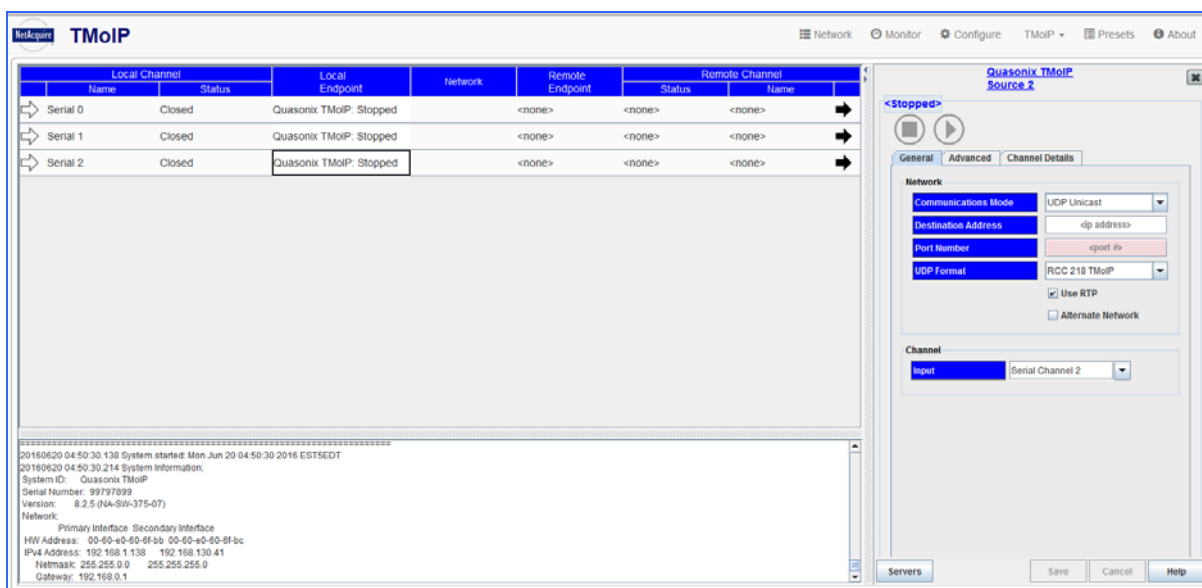 NetAcquire TMoIP Network Monitor Configure TMoIP Presets About
Local Channel Local Endpoint Network Remote Endpoint Remote Channel
Name Status Status Name
Serial 0 Closed Quasonix TMoIP: Stopped <none> <none> <none>
Serial 1 Closed Quasonix TMoIP: Stopped <none> <none> <none>
Serial 2 Closed Quasonix TMoIP: Stopped <none> <none> <none>
20160620 04:50:30.138 System started: Mon Jun 20 04:50:30 2016 EST5EDT
20160620 04:50:30.214 System Information:
System ID: Quasonix TMoIP
Serial Number: 99797899
Version: 8.2.5 (NA-SW-375-07)
Network:
Primary Interface Secondary Interface
HW Address: 00-60-e0-60-6f-bb 00-60-e0-60-6f-bc
IPv4 Address: 192.168.1.138 192.168.130.41
Netmask: 255.255.0.0 255.255.255.0
Gateway: 192.168.0.1
Quasonix TMoIP
Source 2
<Stopped>
General Advanced Channel Details
Network
Communications Mode UDP Unicast
Destination Address <ip address>
Port Number <port #>
UDP Format RCC 218 TMoIP
Use RTP
Alternate Network
Channel
Input Serial Channel 2
Servers Save Cancel Help